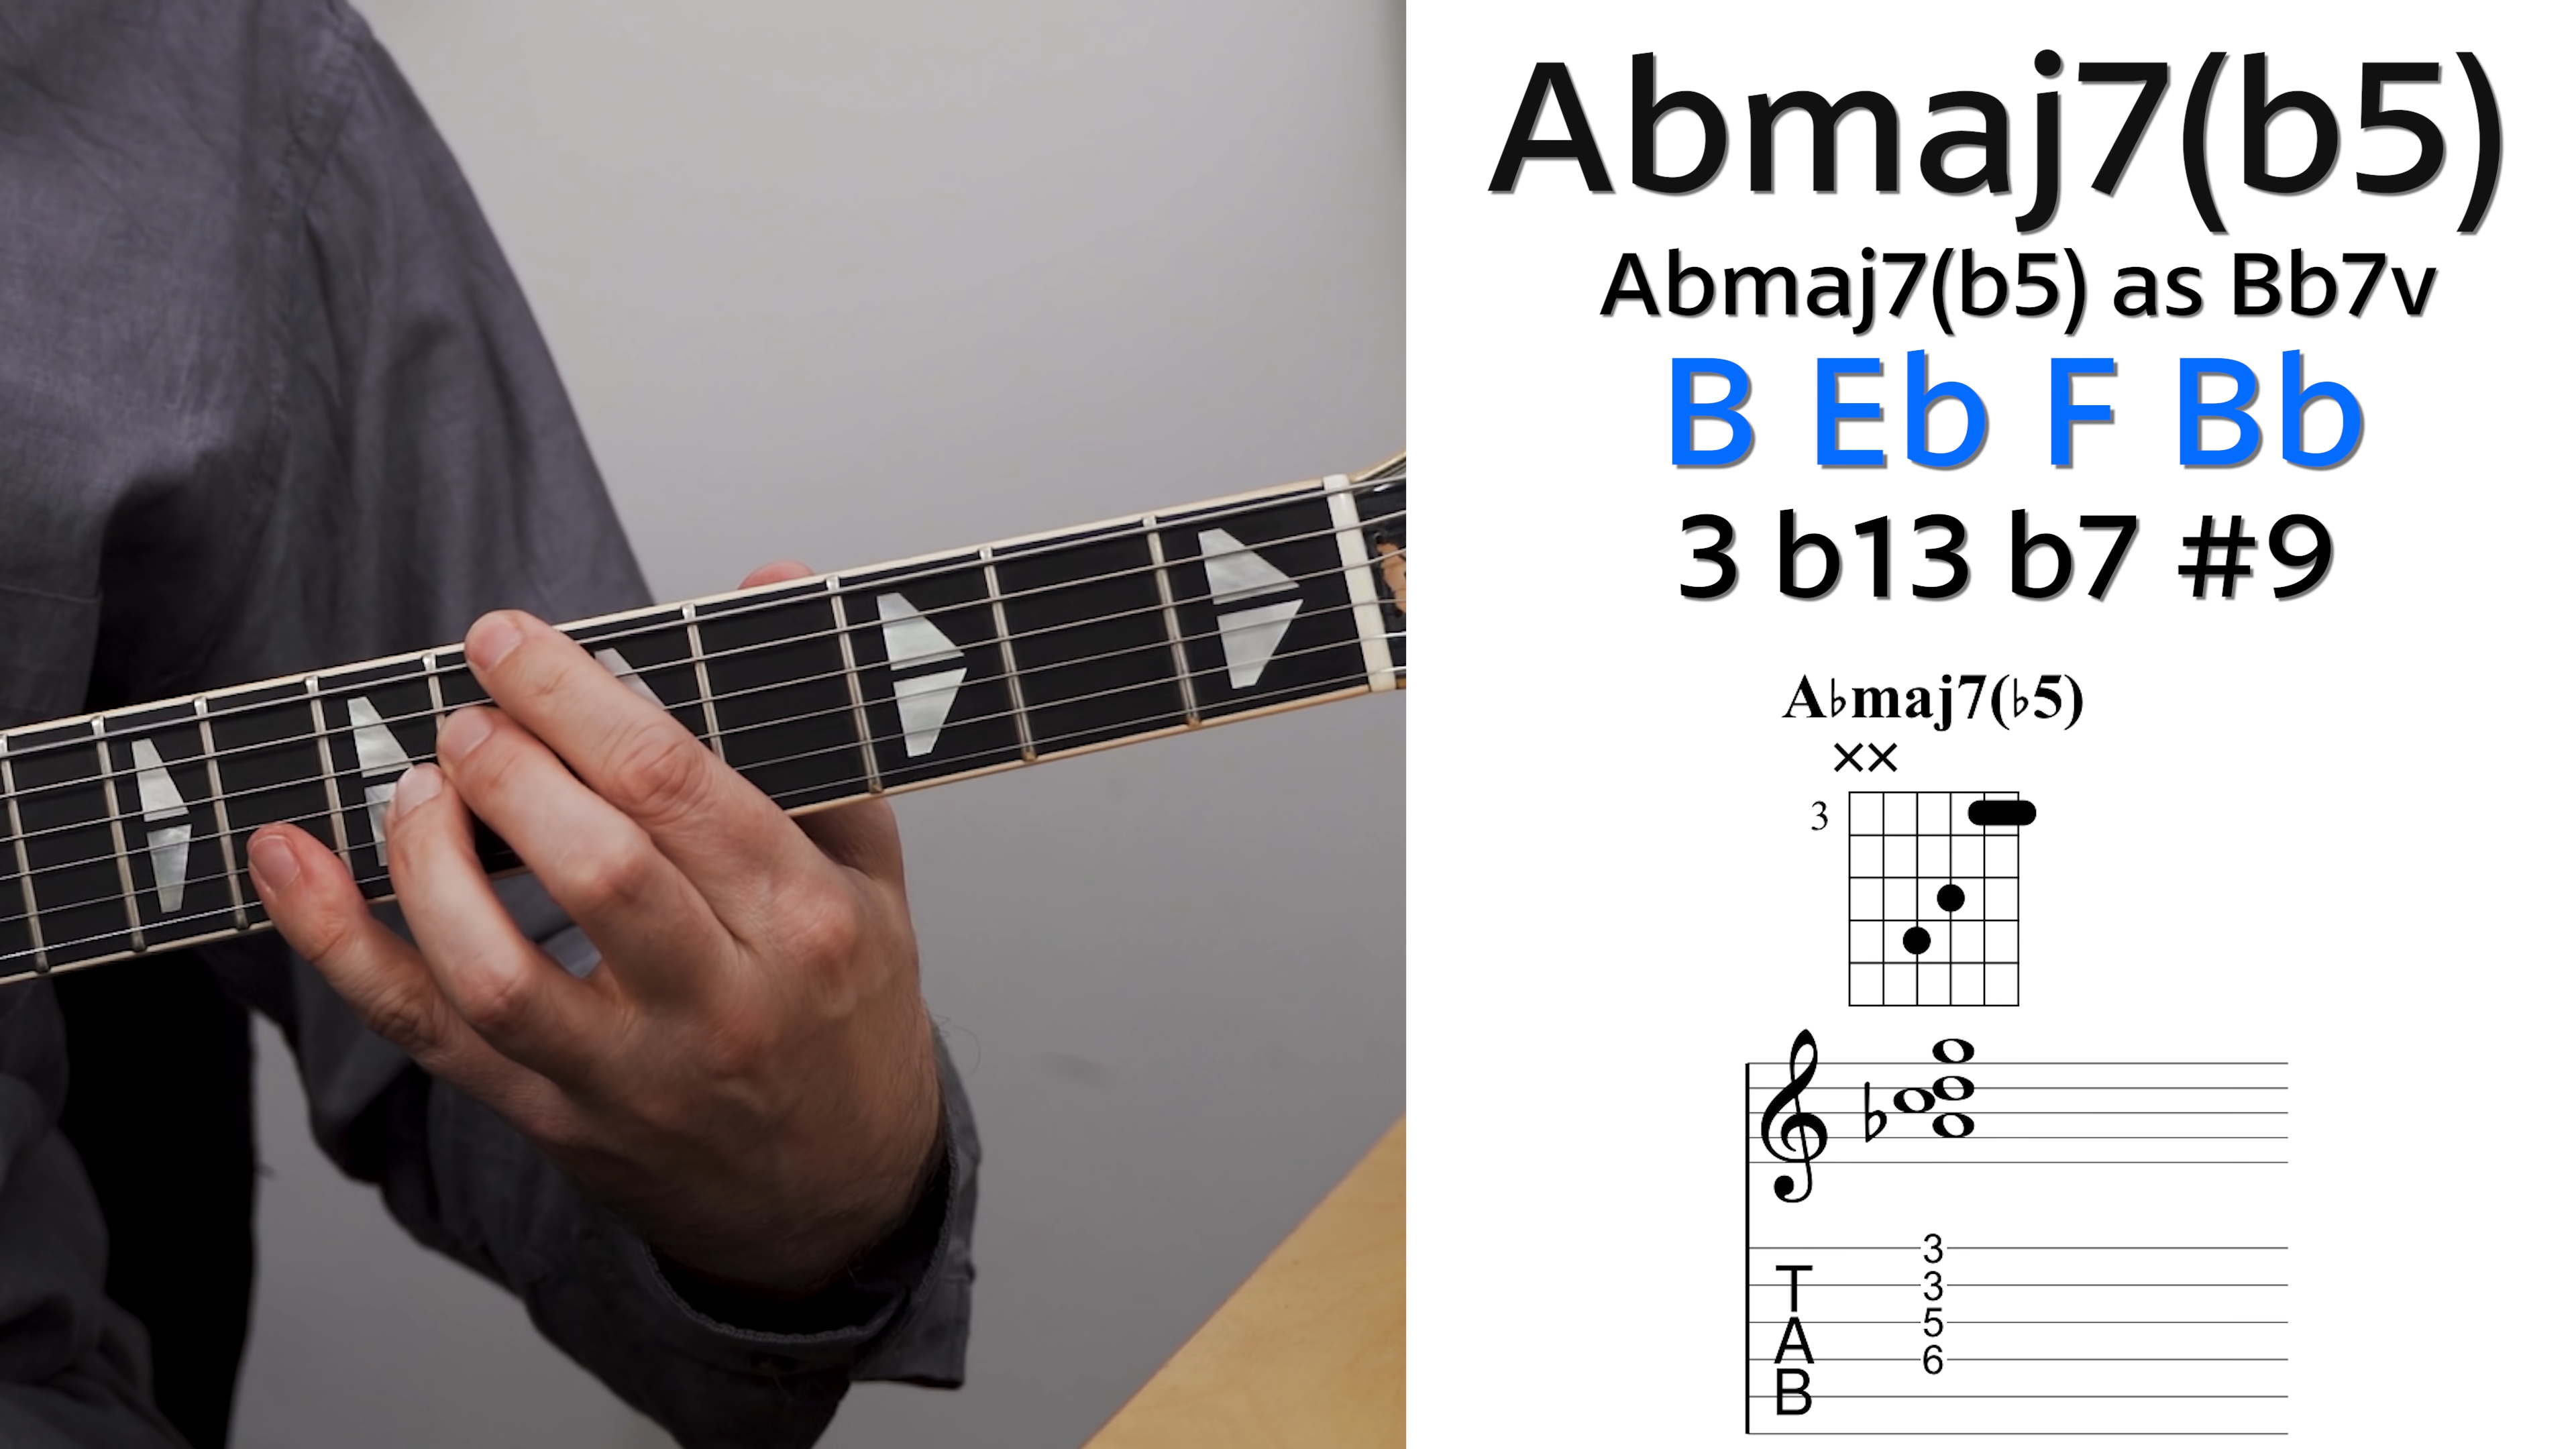 Abmaj7(b5)
Abmaj7(b5) as Bb7v
B Eb F Bb
3 b13 b7 #9
A♭maj7(♭5)
××
3
3
3
5
6
T
A
B